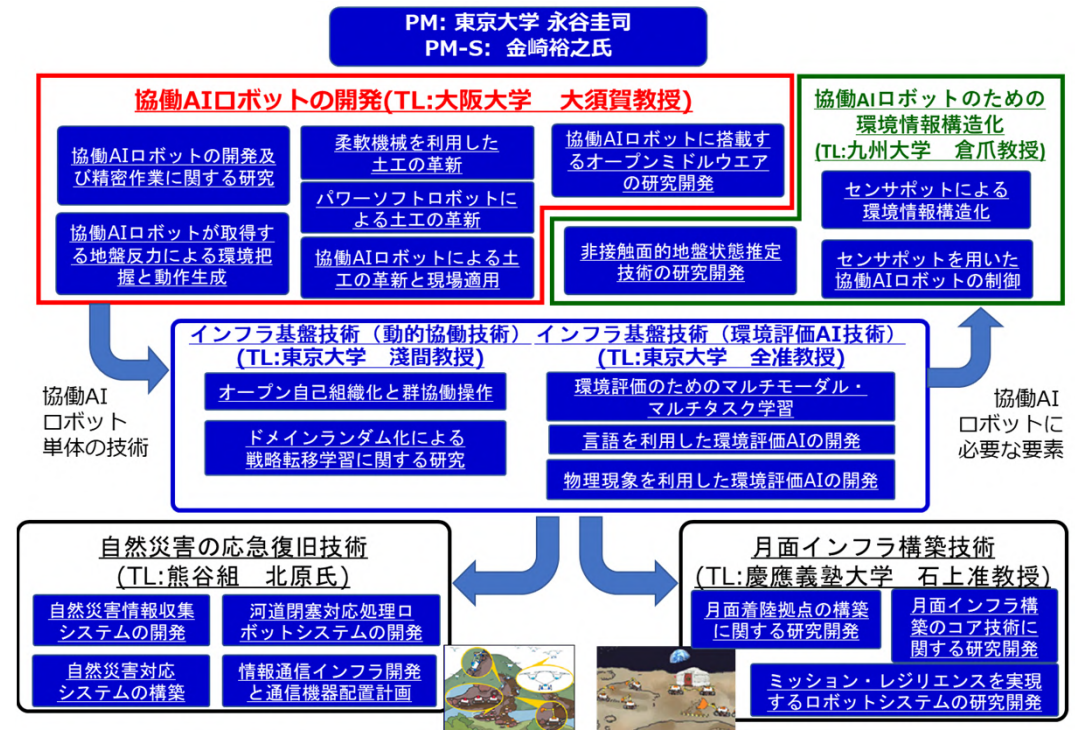 PM: 東京大学 永谷圭司
PM-S: 金崎裕之氏
協働AIロボットの開発(TL:大阪大学 大須賀教授)
協働AIロボットの開発及
び精密作業に関する研究
協働AIロボットが取得す
る地盤反力による環境把
握と動作生成
柔軟機械を利用した
土工の革新
パワーソフトロボットに
よる土工の革新
協働AIロボットによる土
工の革新と現場適用
協働AIロボットに搭載す
るオープンミドルウエア
の研究開発
協働AIロボットのための
環境情報構造化
(TL:九州大学 倉爪教授)
センサポットによる
環境情報構造化
非接触面的地盤状態推定
技術の研究開発
センサポットを用いた
協働AIロボットの制御
協働AI
ロボット
単体の技術
インフラ基盤技術（動的協働技術）
(TL:東京大学 淺間教授)
オープン自己組織化と群協働操作
ドメインランダム化による
戦略転移学習に関する研究
インフラ基盤技術（環境評価AI技術）
(TL:東京大学 全准教授)
環境評価のためのマルチモーダル・
マルチタスク学習
言語を利用した環境評価AIの開発
物理現象を利用した環境評価AIの開発
協働AI
ロボットに
必要な要素
自然災害の応急復旧技術
(TL:熊谷組 北原氏)
自然災害情報収集
システムの開発
河道閉塞対応処理ロ
ボットシステムの開発
自然災害対応
システムの構築
情報通信インフラ開発
と通信機器配置計画
月面インフラ構築技術
(TL:慶應義塾大学 石上准教授)
月面着陸拠点の構築
に関する研究開発
月面インフラ構
築のコア技術に
関する研究開発
ミッション・レジリエンスを実現
するロボットシステムの研究開発